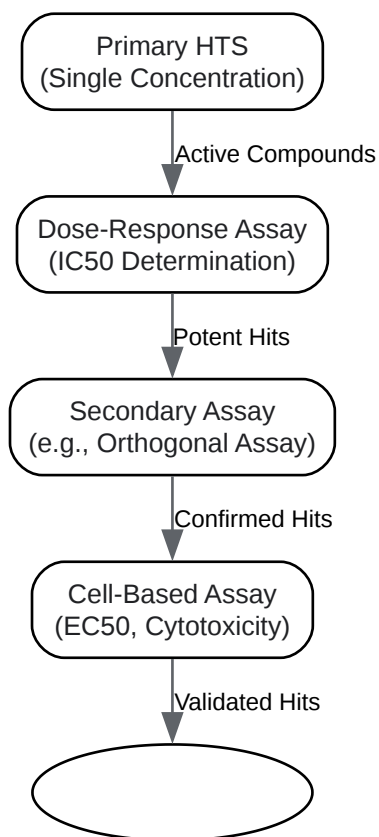 Primary HTS
(Single Concentration)
Active Compounds
Dose-Response Assay
(IC50 Determination)
Potent Hits
Secondary Assay
(e.g., Orthogonal Assay)
Confirmed Hits
Cell-Based Assay
(EC50, Cytotoxicity)
Validated Hits